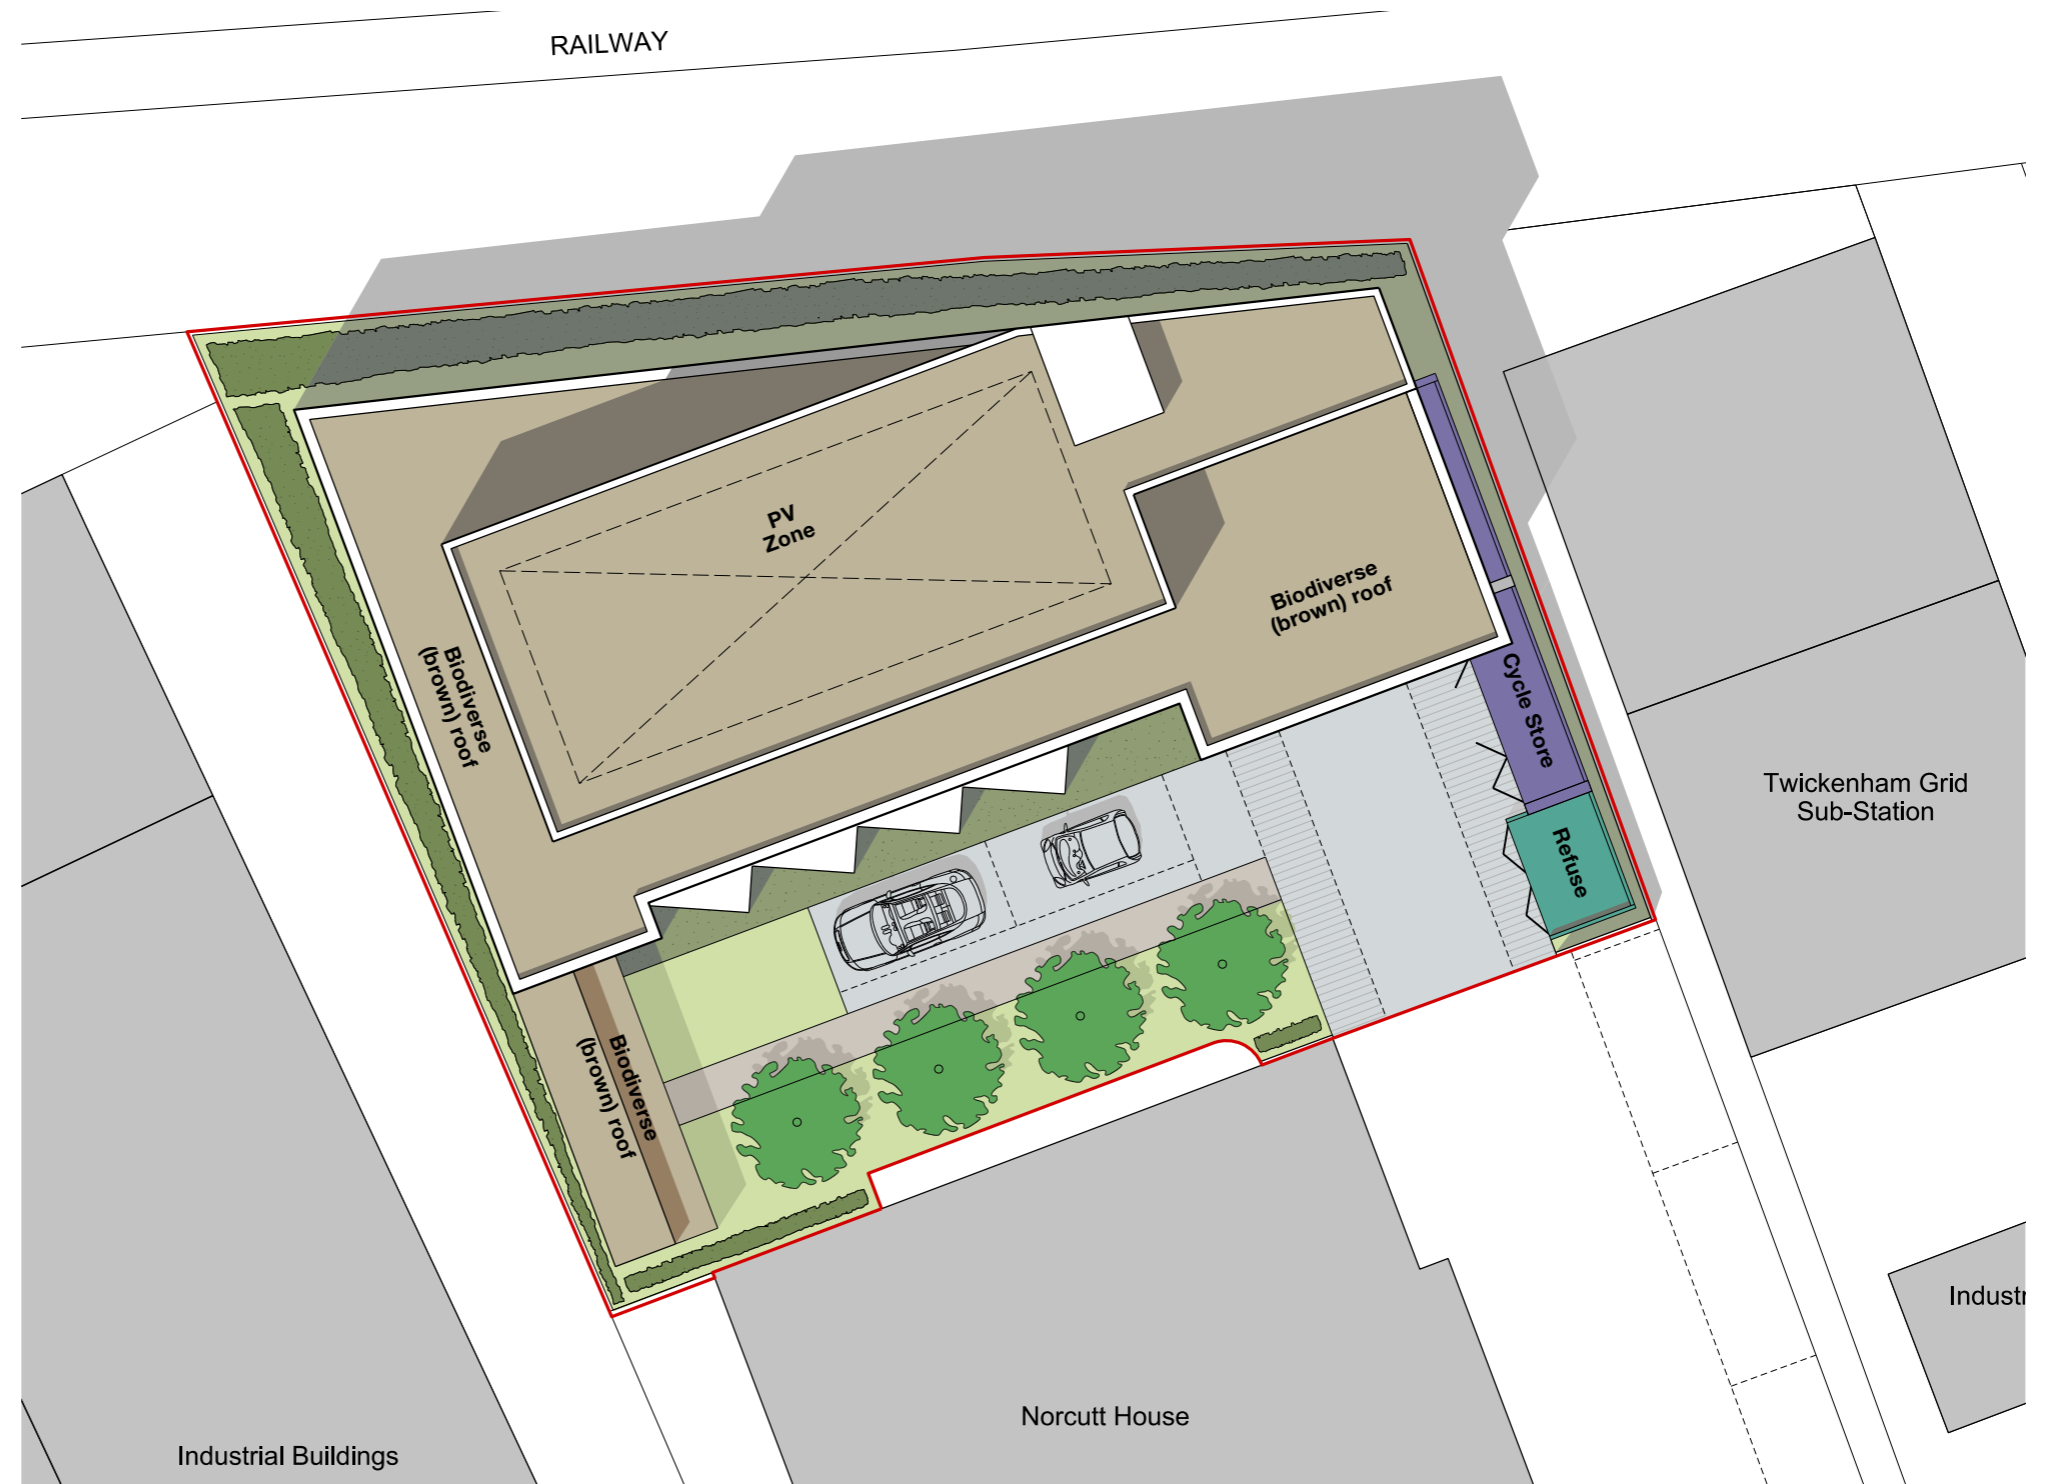 RAILWAY
PV
Zone
Biodiverse
(brown) roof
Biodiverse
(brown) roof
Cycle Store
Twickenham Grid
Sub-Station
Refuse
Biodiverse
(brown) roof
Industr
Norcutt House
Industrial Buildings